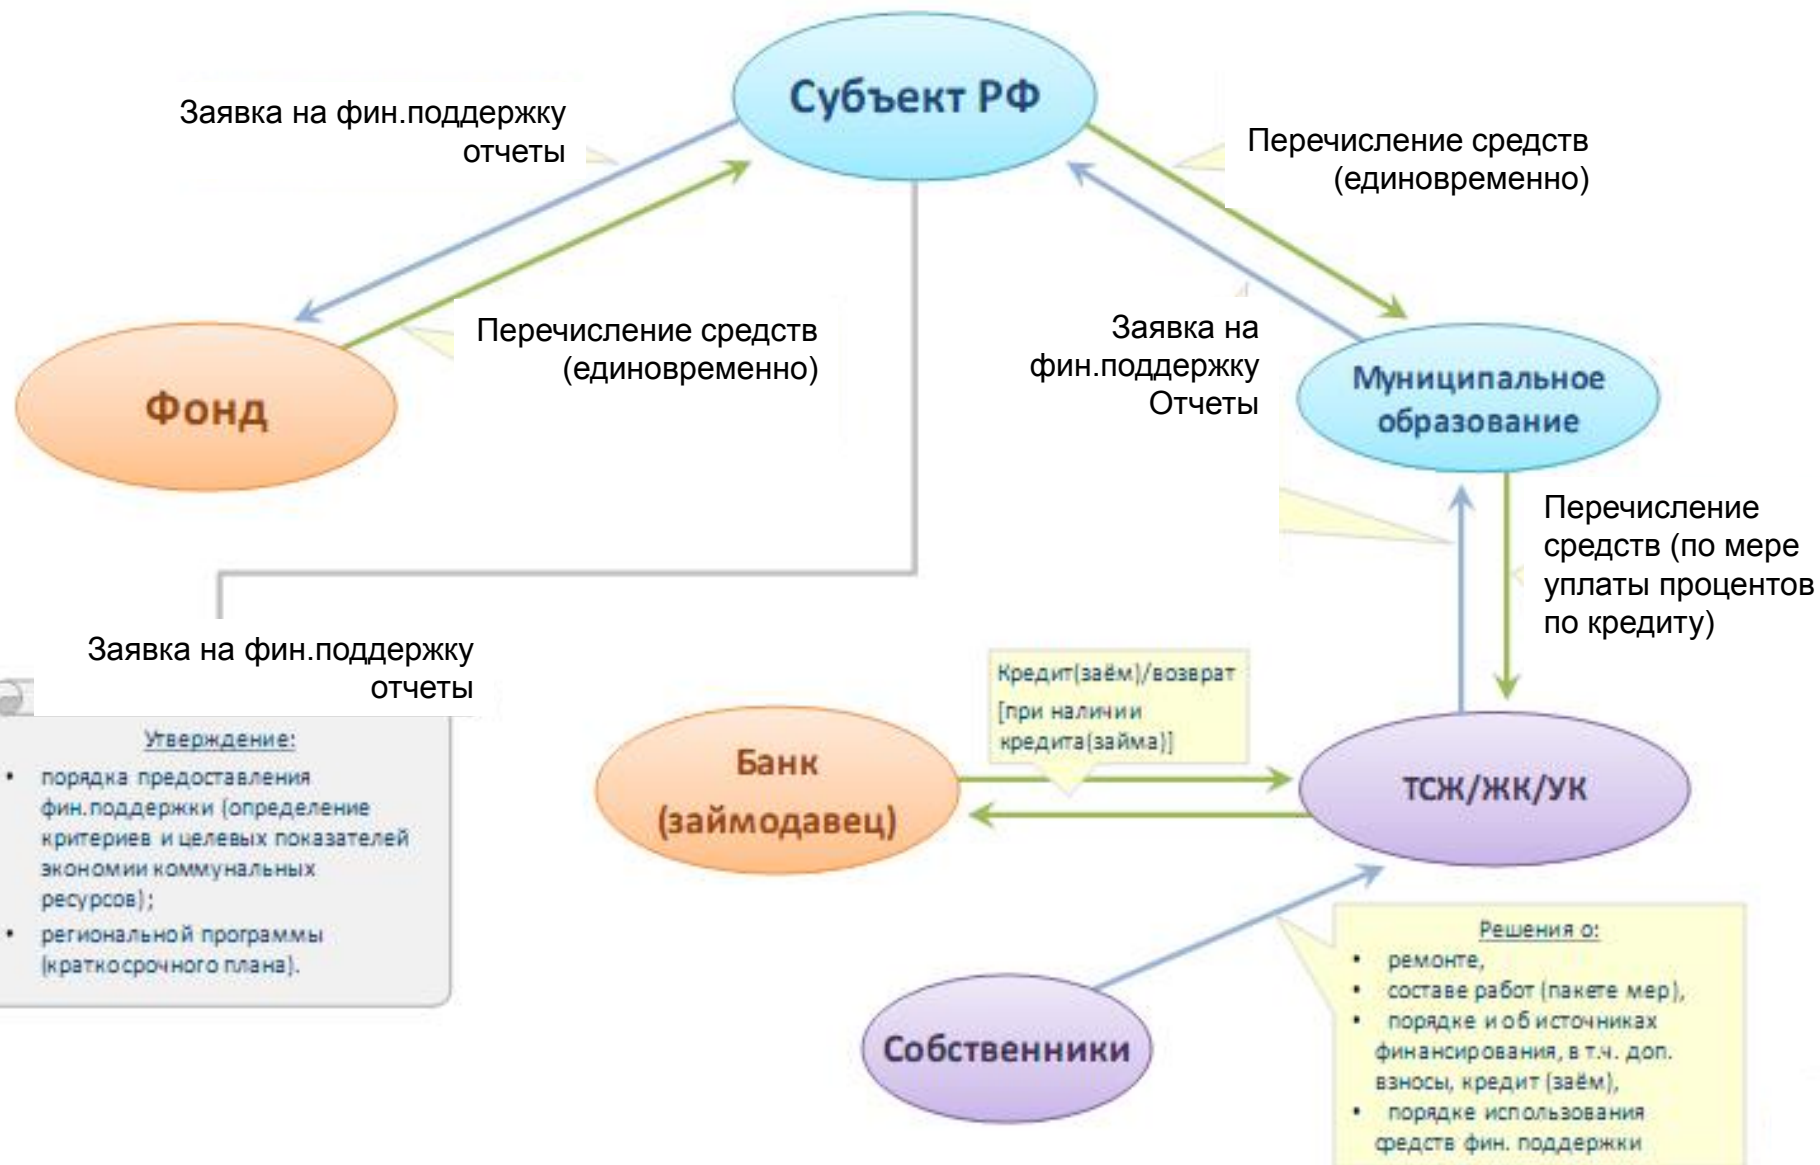 Субъект РФ
Заявка на фин.поддержку
отчеты
Перечисление средств
(единовременно)
Перечисление средств
(единовременно)
Заявка на
фин.поддержку
Отчеты
Фонд
Муниципальное
образование
Перечисление
средств (по мере
уплаты процентов
по кредиту)
Заявка на фин.поддержку
отчеты
Утверждение:
• порядка предоставления
фин.поддержки (определение
критериев и целевых показателей
экономии коммунальных
ресурсов);
• региональной программы
(краткосрочного плана).
Кредит(заём)/возврат
[при наличии
кредита(займа)]
Банк
(займодавец)
ТСЖ/ЖК/УК
Собственники
Решения о:
• ремонте,
• составе работ (пакете мер),
• порядке и об источниках
финансирования, в т.ч. доп.
взносы, кредит (заём),
• порядке использования
средств фин. поддержки